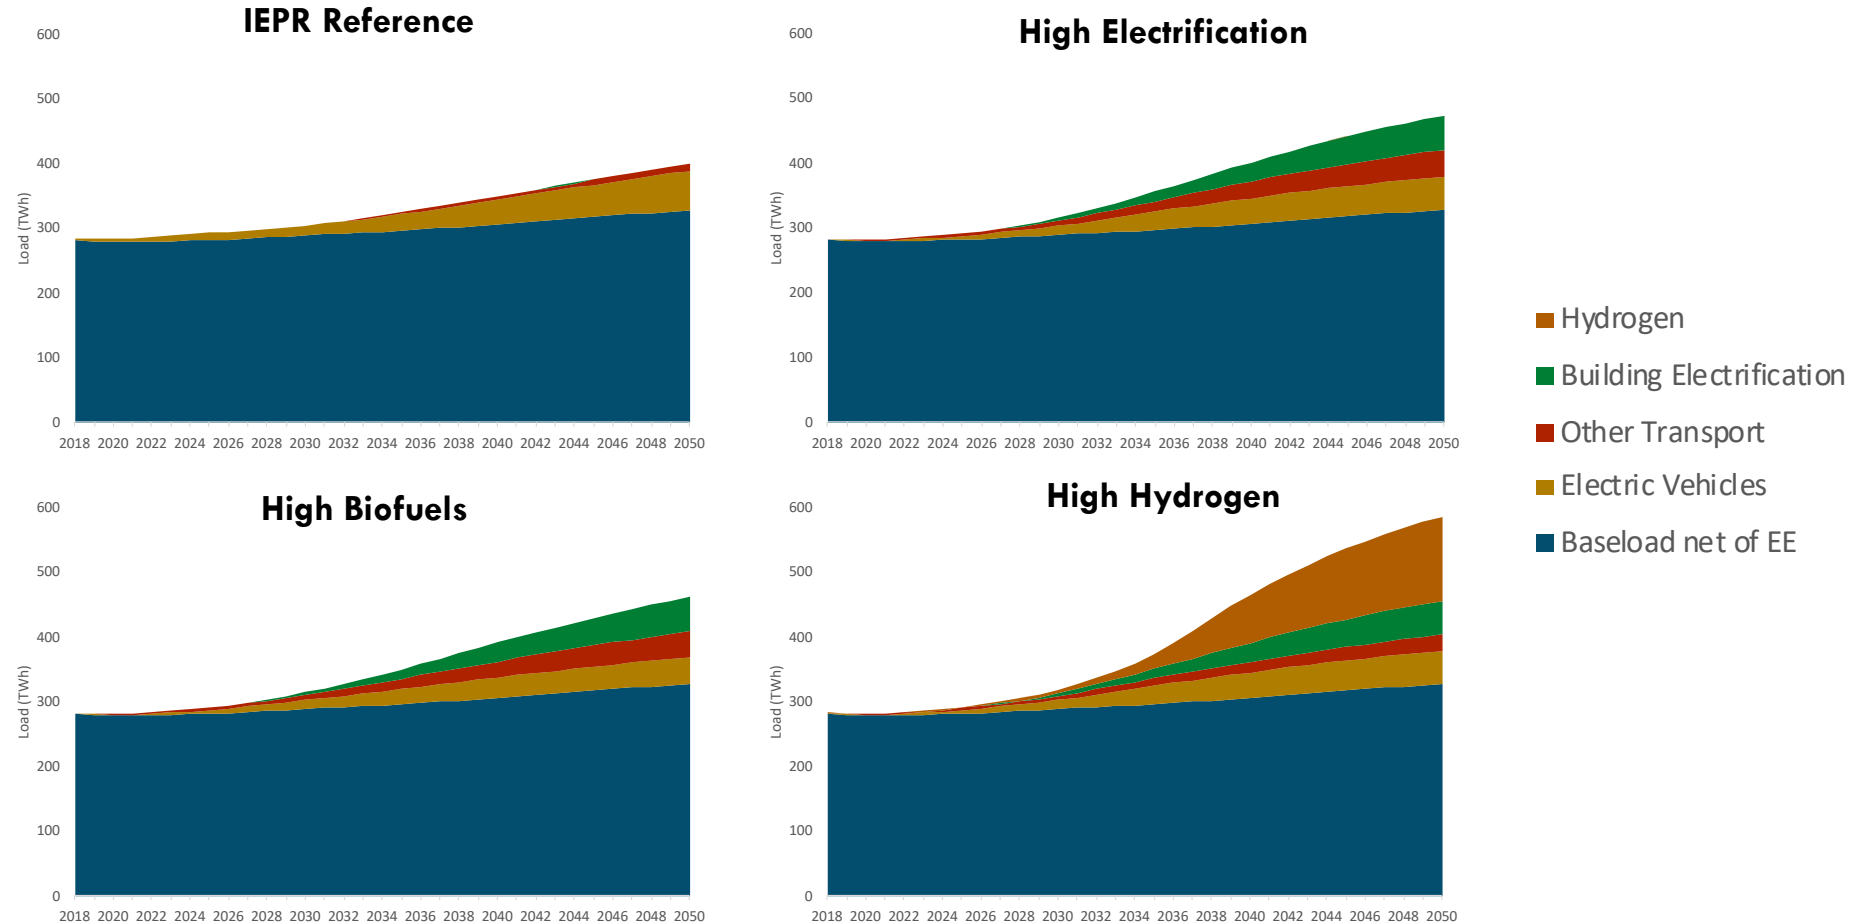 IEPR Reference
600
500
400
300
200
100
0
Load (TWh)
2018 2020 2022 2024 2026 2028 2030 2032 2034 2036 2038 2040 2042 2044 2046 2048 2050
High Electrification
600
500
400
300
200
100
0
Load (TWh)
2018 2020 2022 2024 2026 2028 2030 2032 2034 2036 2038 2040 2042 2044 2046 2048 2050
High Biofuels
600
500
400
300
200
100
0
Load (TWh)
2018 2020 2022 2024 2026 2028 2030 2032 2034 2036 2038 2040 2042 2044 2046 2048 2050
High Hydrogen
600
500
400
300
200
100
0
Load (TWh)
2018 2020 2022 2024 2026 2028 2030 2032 2034 2036 2038 2040 2042 2044 2046 2048 2050
Hydrogen
Building Electrification
Other Transport
Electric Vehicles
Baseload net of EE